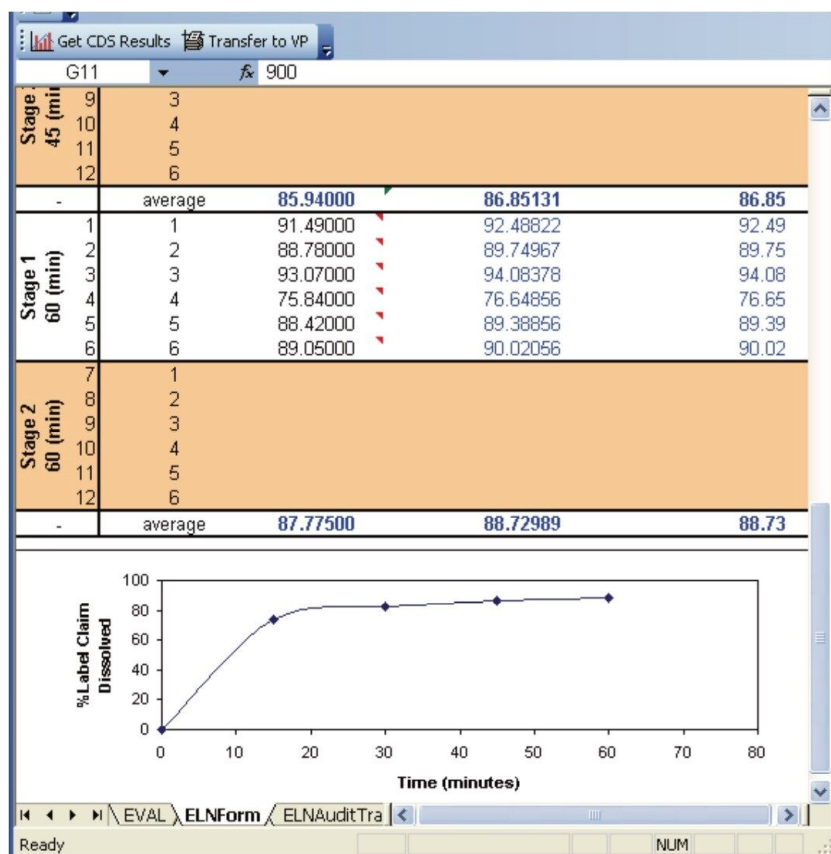 Get CDS Results Transfer to VP
G11 fx 900
Stage
45 (min
9 3
10 4
11 5
12 6
- average 85.94000 86.85131 86.85
Stage 1
60 (min)
1 1 91.49000 92.48822 92.49
2 2 88.78000 89.74967 89.75
3 3 93.07000 94.08378 94.08
4 4 75.84000 76.64856 76.65
5 5 88.42000 89.38856 89.39
6 6 89.05000 90.02056 90.02
Stage 2
60 (min)
7 1
8 2
9 3
10 4
11 5
12 6
- average 87.77500 88.72989 88.73
%Label Claim
Dissolved
100
80
60
40
20
0
0 10 20 30 40 50 60 70 80
Time (minutes)
EVAL ELNForm ELNAuditTra
Ready NUM